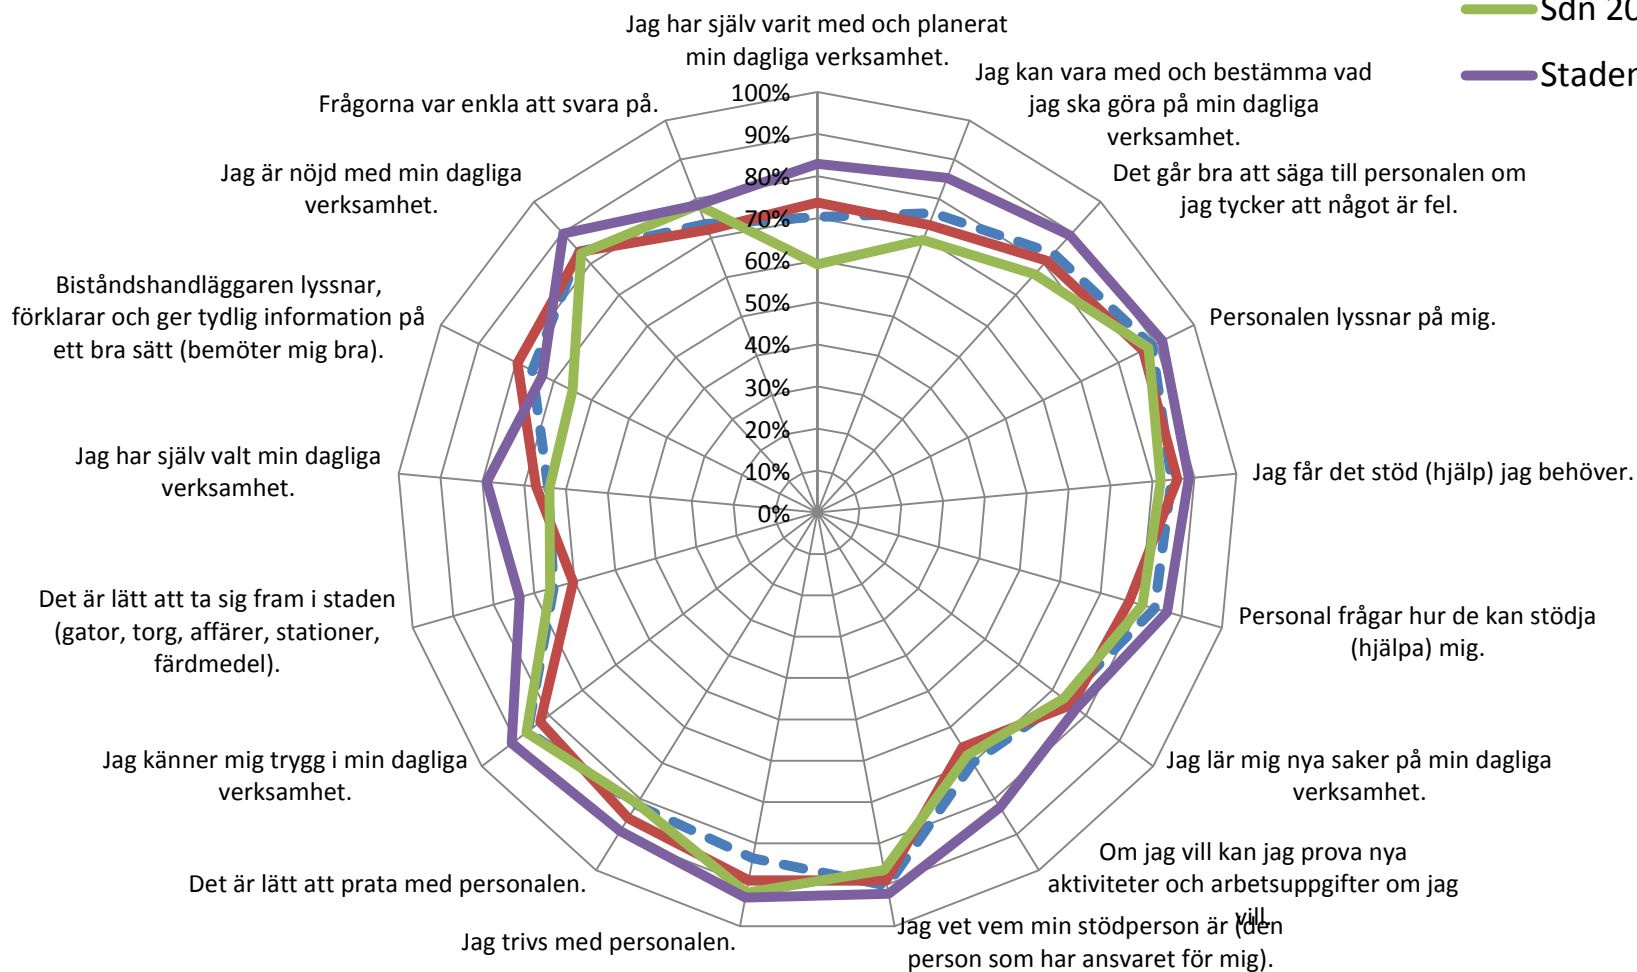 Jag har själv varit med och planerat
min dagliga verksamhet.
Sdn 20
Staden
Jag kan vara med och bestämma vad
jag ska göra på min dagliga
verksamhet.
Det går bra att säga till personalen om
jag tycker att något är fel.
Personalen lyssnar på mig.
Jag får det stöd (hjälp) jag behöver.
Personal frågar hur de kan stödja
(hjälpa) mig.
Jag lär mig nya saker på min dagliga
verksamhet.
Om jag vill kan jag prova nya
aktiviteter och arbetsuppgifter om jag
vill.
Jag vet vem min stödperson är (den
person som har ansvaret för mig).
Jag trivs med personalen.
Det är lätt att prata med personalen.
Jag känner mig trygg i min dagliga
verksamhet.
Det är lätt att ta sig fram i staden
(gator, torg, affärer, stationer,
färdmedel).
Jag har själv valt min dagliga
verksamhet.
Biståndshandläggaren lyssnar,
förklarar och ger tydlig information på
ett bra sätt (bemöter mig bra).
Jag är nöjd med min dagliga
verksamhet.
Frågorna var enkla att svara på.
100%
90%
80%
70%
60%
50%
40%
30%
20%
10%
0%